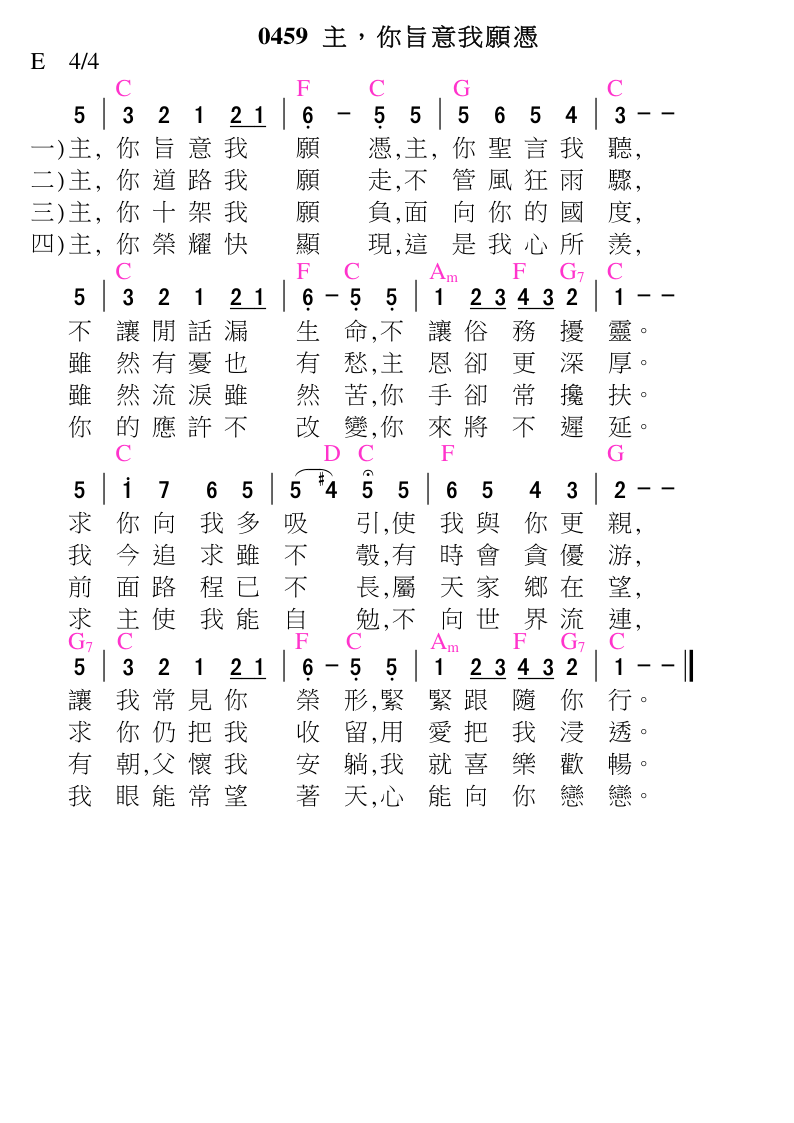 0459 主，你旨意我願憑
E 4/4
C F C G C
5 | 3 2 1 2 1 | 6̣ – 5̣ 5 | 5 6 5 4 | 3 – –
一)主, 你旨意我 願 憑,主, 你聖言我 聽,
二)主, 你道路我 願 走,不 管風狂雨 驟,
三)主, 你十架我 願 負,面 向你的國 度,
四)主, 你榮耀快 顯 現,這 是我心所 羨,
C F C Am F G7 C
5 | 3 2 1 2 1 | 6̣ – 5̣ 5̣ | 1 2 3 4 3 2 | 1 – –
不 讓閒話漏 生 命,不 讓俗 務 擾 靈。
雖 然有憂也 有 愁,主 恩卻 更 深 厚。
雖 然流淚雖 然 苦,你 手卻 常 攙 扶。
你 的應許不 改 變,你 來將 不 遲 延。
C D C F G
5 | 1̇ 7 6 5 | 5 #4 5 5 | 6 5 4 3 | 2 – –
求 你向 我多 吸 引,使 我與 你更 親,
我 今追 求雖 不 彀,有 時會 貪優 游,
前 面路 程已 不 長,屬 天家 鄉在 望,
求 主使 我能 自 勉,不 向世 界流 連,
G7 C F C Am F G7 C
5 | 3 2 1 2 1 | 6̣ – 5̣ 5̣ | 1 2 3 4 3 2 | 1 – –
讓 我常見你 榮 形,緊 緊跟 隨 你 行。
求 你仍把我 收 留,用 愛把 我 浸 透。
有 朝,父懷我 安 躺,我 就喜 樂 歡 暢。
我 眼能常望 著 天,心 能向 你 戀 戀。